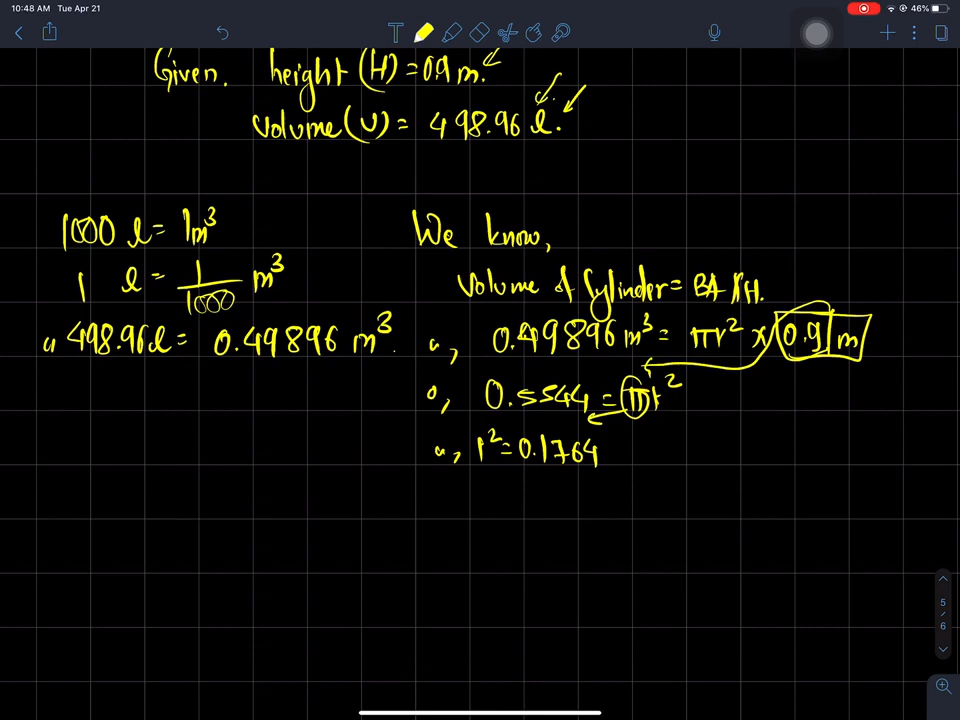 10:48 AM Tue Apr 21
46%
Given. height (H) = 0.9 m.
Volume (V) = 498.96 l.
1000 l = 1m³
1 l = 1/1000 m³
498.96 l = 0.49896 m³.
We know,
Volume of Cylinder = BA x H.
0.49896 m³ = πr² x 0.9 m
0.5544 = πr²
r² = 0.1764
5
/
6